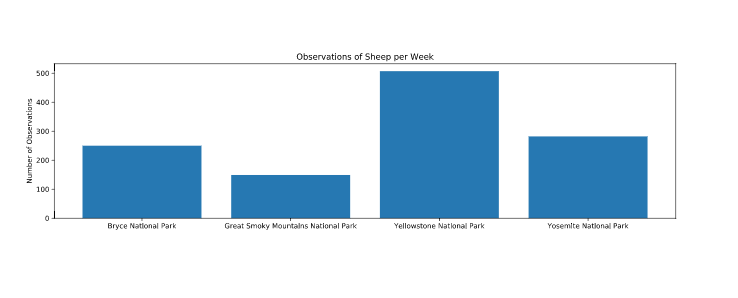 Observations of Sheep per Week
Number of Observations
500
400
300
200
100
0
Bryce National Park
Great Smoky Mountains National Park
Yellowstone National Park
Yosemite National Park